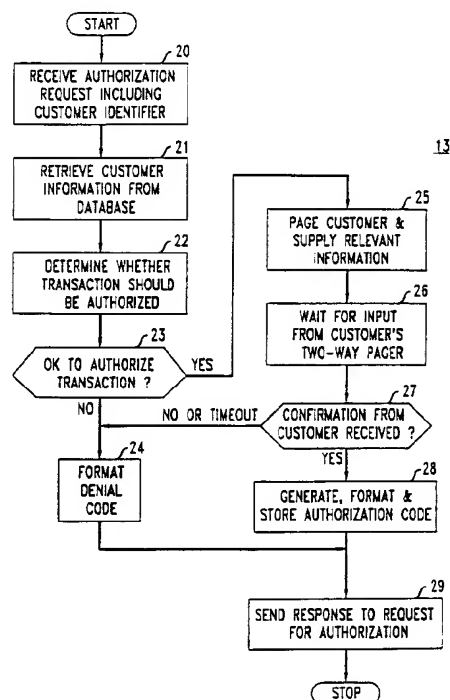 START
20
RECEIVE AUTHORIZATION
REQUEST INCLUDING
CUSTOMER IDENTIFIER
21
RETRIEVE CUSTOMER
INFORMATION FROM
DATABASE
22
DETERMINE WHETHER
TRANSACTION SHOULD
BE AUTHORIZED
23
OK TO AUTHORIZE
TRANSACTION ?
YES
NO
24
FORMAT
DENIAL
CODE
13
25
PAGE CUSTOMER &
SUPPLY RELEVANT
INFORMATION
26
WAIT FOR INPUT
FROM CUSTOMER'S
TWO-WAY PAGER
27
NO OR TIMEOUT
CONFIRMATION FROM
CUSTOMER RECEIVED ?
YES
28
GENERATE, FORMAT &
STORE AUTHORIZATION CODE
29
SEND RESPONSE TO REQUEST
FOR AUTHORIZATION
STOP